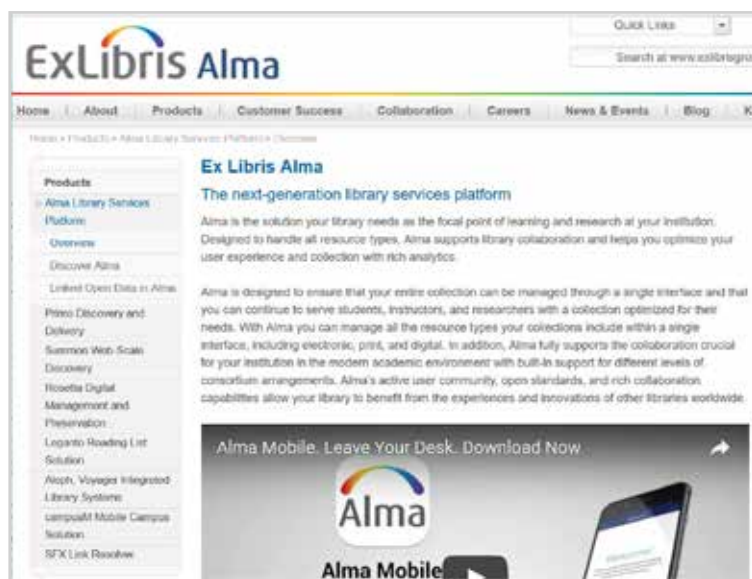 Quick Links
ExLibris Alma
Search at www.exlibrisgro
Home About Products Customer Success Collaboration Careers News & Events Blog K
Home > Products > Alma Library Services Platform > Overview
Products
Alma Library Services
Platform
Overview
Discover Alma
Linked Open Data in Alma
Primo Discovery and
Delivery
Summon Web-Scale
Discovery
Rosetta Digital
Management and
Preservation
Leganto Reading List
Solution
Aleph, Voyager Integrated
Library Systems
campusM Mobile Campus
Solution
SFX Link Resolver
Ex Libris Alma
The next-generation library services platform
Alma is the solution your library needs as the focal point of learning and research at your institution.
Designed to handle all resource types, Alma supports library collaboration and helps you optimize your
user experience and collection with rich analytics.
Alma is designed to ensure that your entire collection can be managed through a single interface and that
you can continue to serve students, instructors, and researchers with a collection optimized for their
needs. With Alma you can manage all the resource types your collections include within a single
interface, including electronic, print, and digital. In addition, Alma fully supports the collaboration crucial
for your institution in the modern academic environment with built-in support for different levels of
consortium arrangements. Alma's active user community, open standards, and rich collaboration
capabilities allow your library to benefit from the experiences and innovations of other libraries worldwide.
Alma Mobile. Leave Your Desk. Download Now
Alma
Alma Mobile